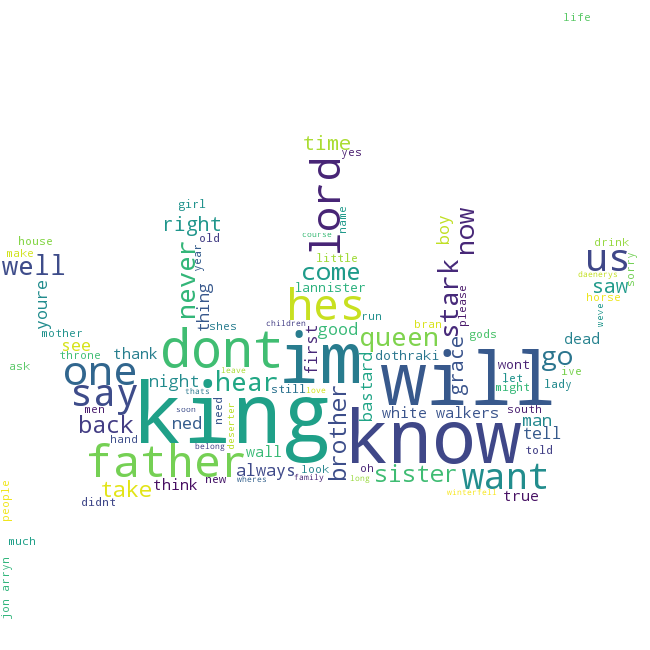 life
time
yes
lord
girl
name
right
boy
now
course
old
house
drink
make
well
never
year
little
come
us
daenerys
sorry
youre
thing
lannister
hes
stark
please
saw
horse
weve
run
shes
children
first
good
bran
queen
gods
mother
see
throne
thank
dont
im
dothraki
grace
wont
go
dead
ask
one
night
hear
leave
will
let
might
ive
lady
say
thats
still
love
bastard
king
know
men
soon
need
white walkers
south
man
back
ned
deserter
brother
tell
hand
belong
told
father
wall
always
wheres
look
family
oh
long
sister
want
take
think
new
winterfell
true
didnt
people
much
jon arryn